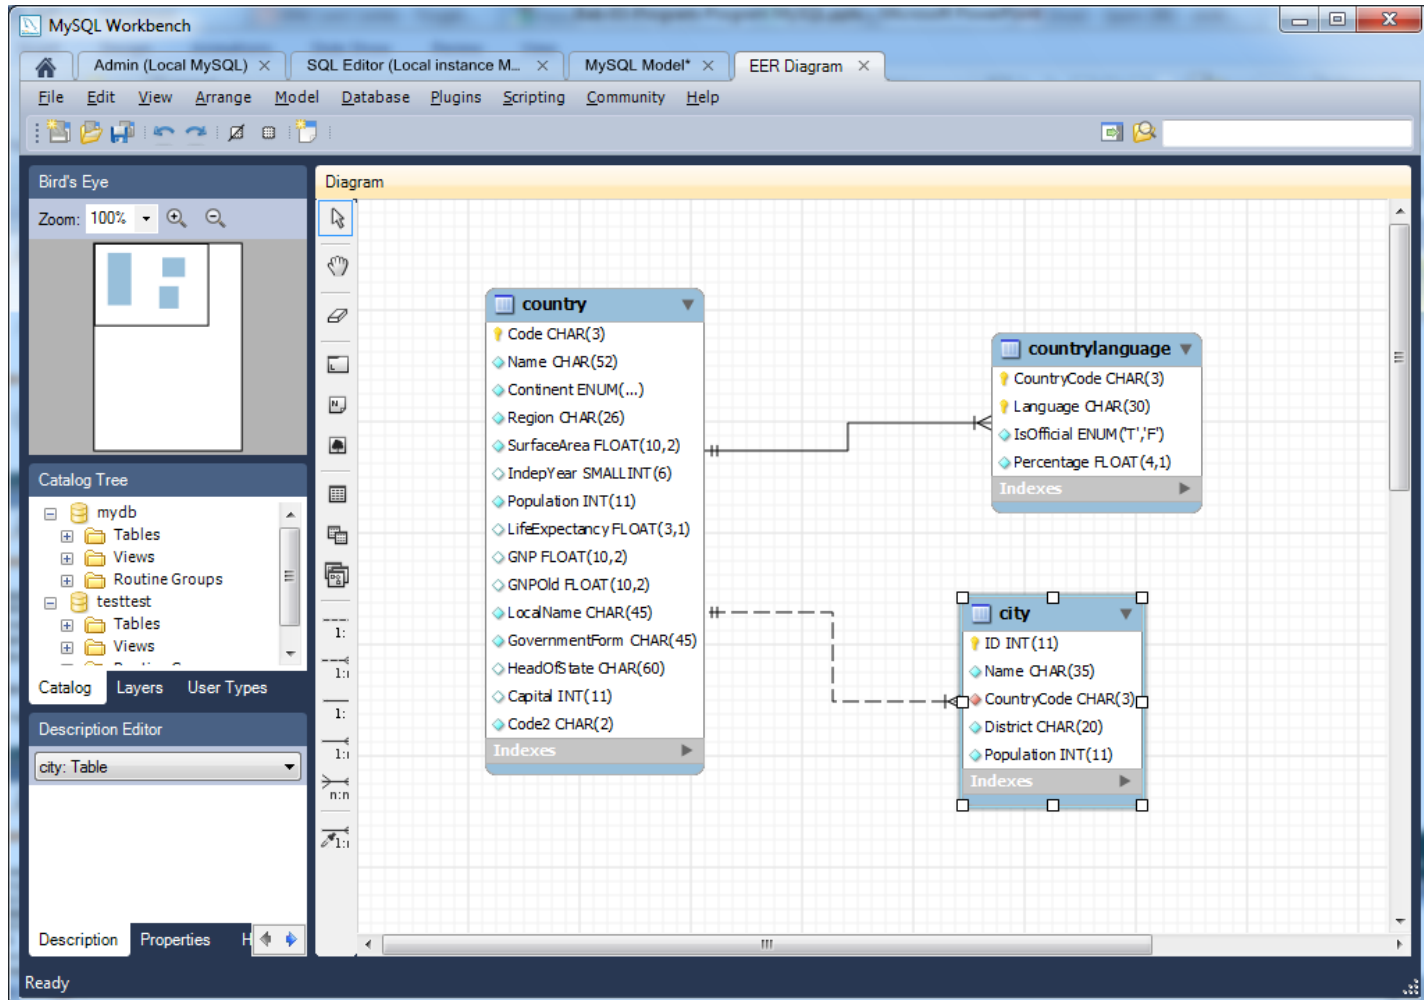 MySQL Workbench
Admin (Local MySQL)
SQL Editor (Local instance M...
MySQL Model*
EER Diagram
File Edit View Arrange Model Database Plugins Scripting Community Help
Bird's Eye
Zoom: 100%
Catalog Tree
mydb
Tables
Views
Routine Groups
testtest
Tables
Views
Catalog Layers User Types
Description Editor
city: Table
Description Properties H
Ready
Diagram
1:
1:
1:
1:
n:n
1:
country
Code CHAR(3)
Name CHAR(52)
Continent ENUM(...)
Region CHAR(26)
SurfaceArea FLOAT(10,2)
IndepYear SMALLINT(6)
Population INT(11)
LifeExpectancy FLOAT(3,1)
GNP FLOAT(10,2)
GNPOld FLOAT(10,2)
LocalName CHAR(45)
GovernmentForm CHAR(45)
HeadOfState CHAR(60)
Capital INT(11)
Code2 CHAR(2)
Indexes
countrylanguage
CountryCode CHAR(3)
Language CHAR(30)
IsOfficial ENUM('T','F')
Percentage FLOAT(4,1)
Indexes
city
ID INT(11)
Name CHAR(35)
CountryCode CHAR(3)
District CHAR(20)
Population INT(11)
Indexes